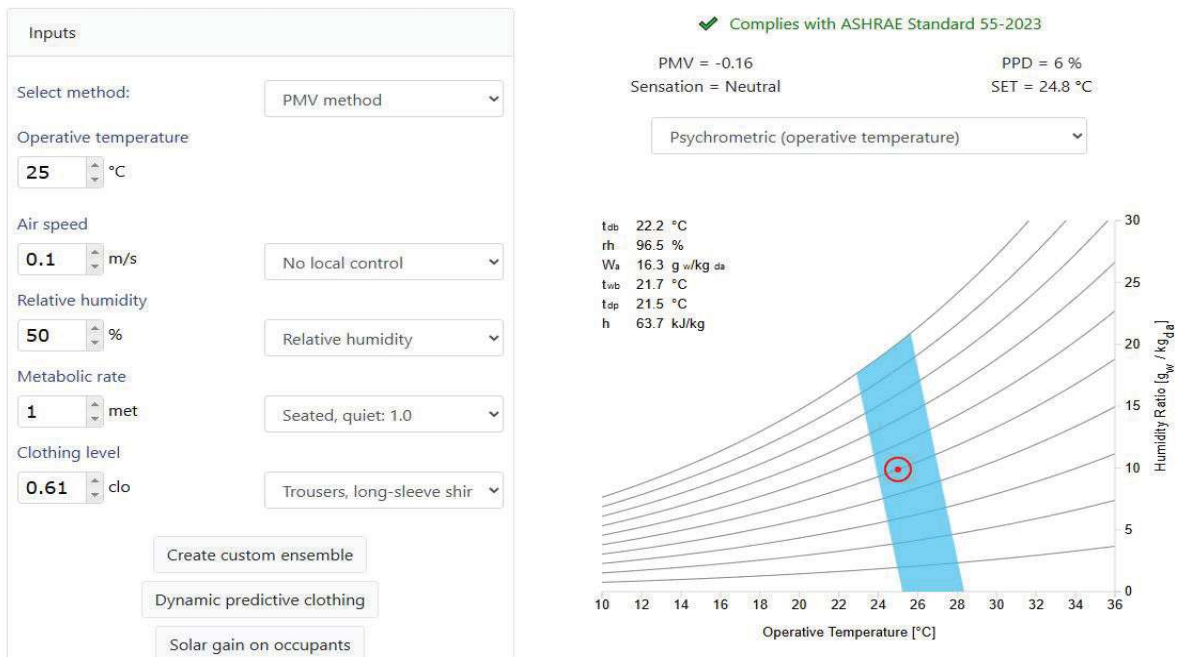 Inputs
Select method:
PMV method
Operative temperature
25 °C
Air speed
0.1 m/s
No local control
Relative humidity
50 %
Relative humidity
Metabolic rate
1 met
Seated, quiet: 1.0
Clothing level
0.61 clo
Trousers, long-sleeve shir
Create custom ensemble
Dynamic predictive clothing
Solar gain on occupants
Complies with ASHRAE Standard 55-2023
PMV = -0.16 PPD = 6 %
Sensation = Neutral SET = 24.8 °C
Psychrometric (operative temperature)
tdb 22.2 °C
rh 96.5 %
Wa 16.3 g w/kg da
twb 21.7 °C
tdp 21.5 °C
h 63.7 kJ/kg
30
25
20
15
10
5
0
Humidity Ratio [gw / kgda]
10 12 14 16 18 20 22 24 26 28 30 32 34 36
Operative Temperature [°C]